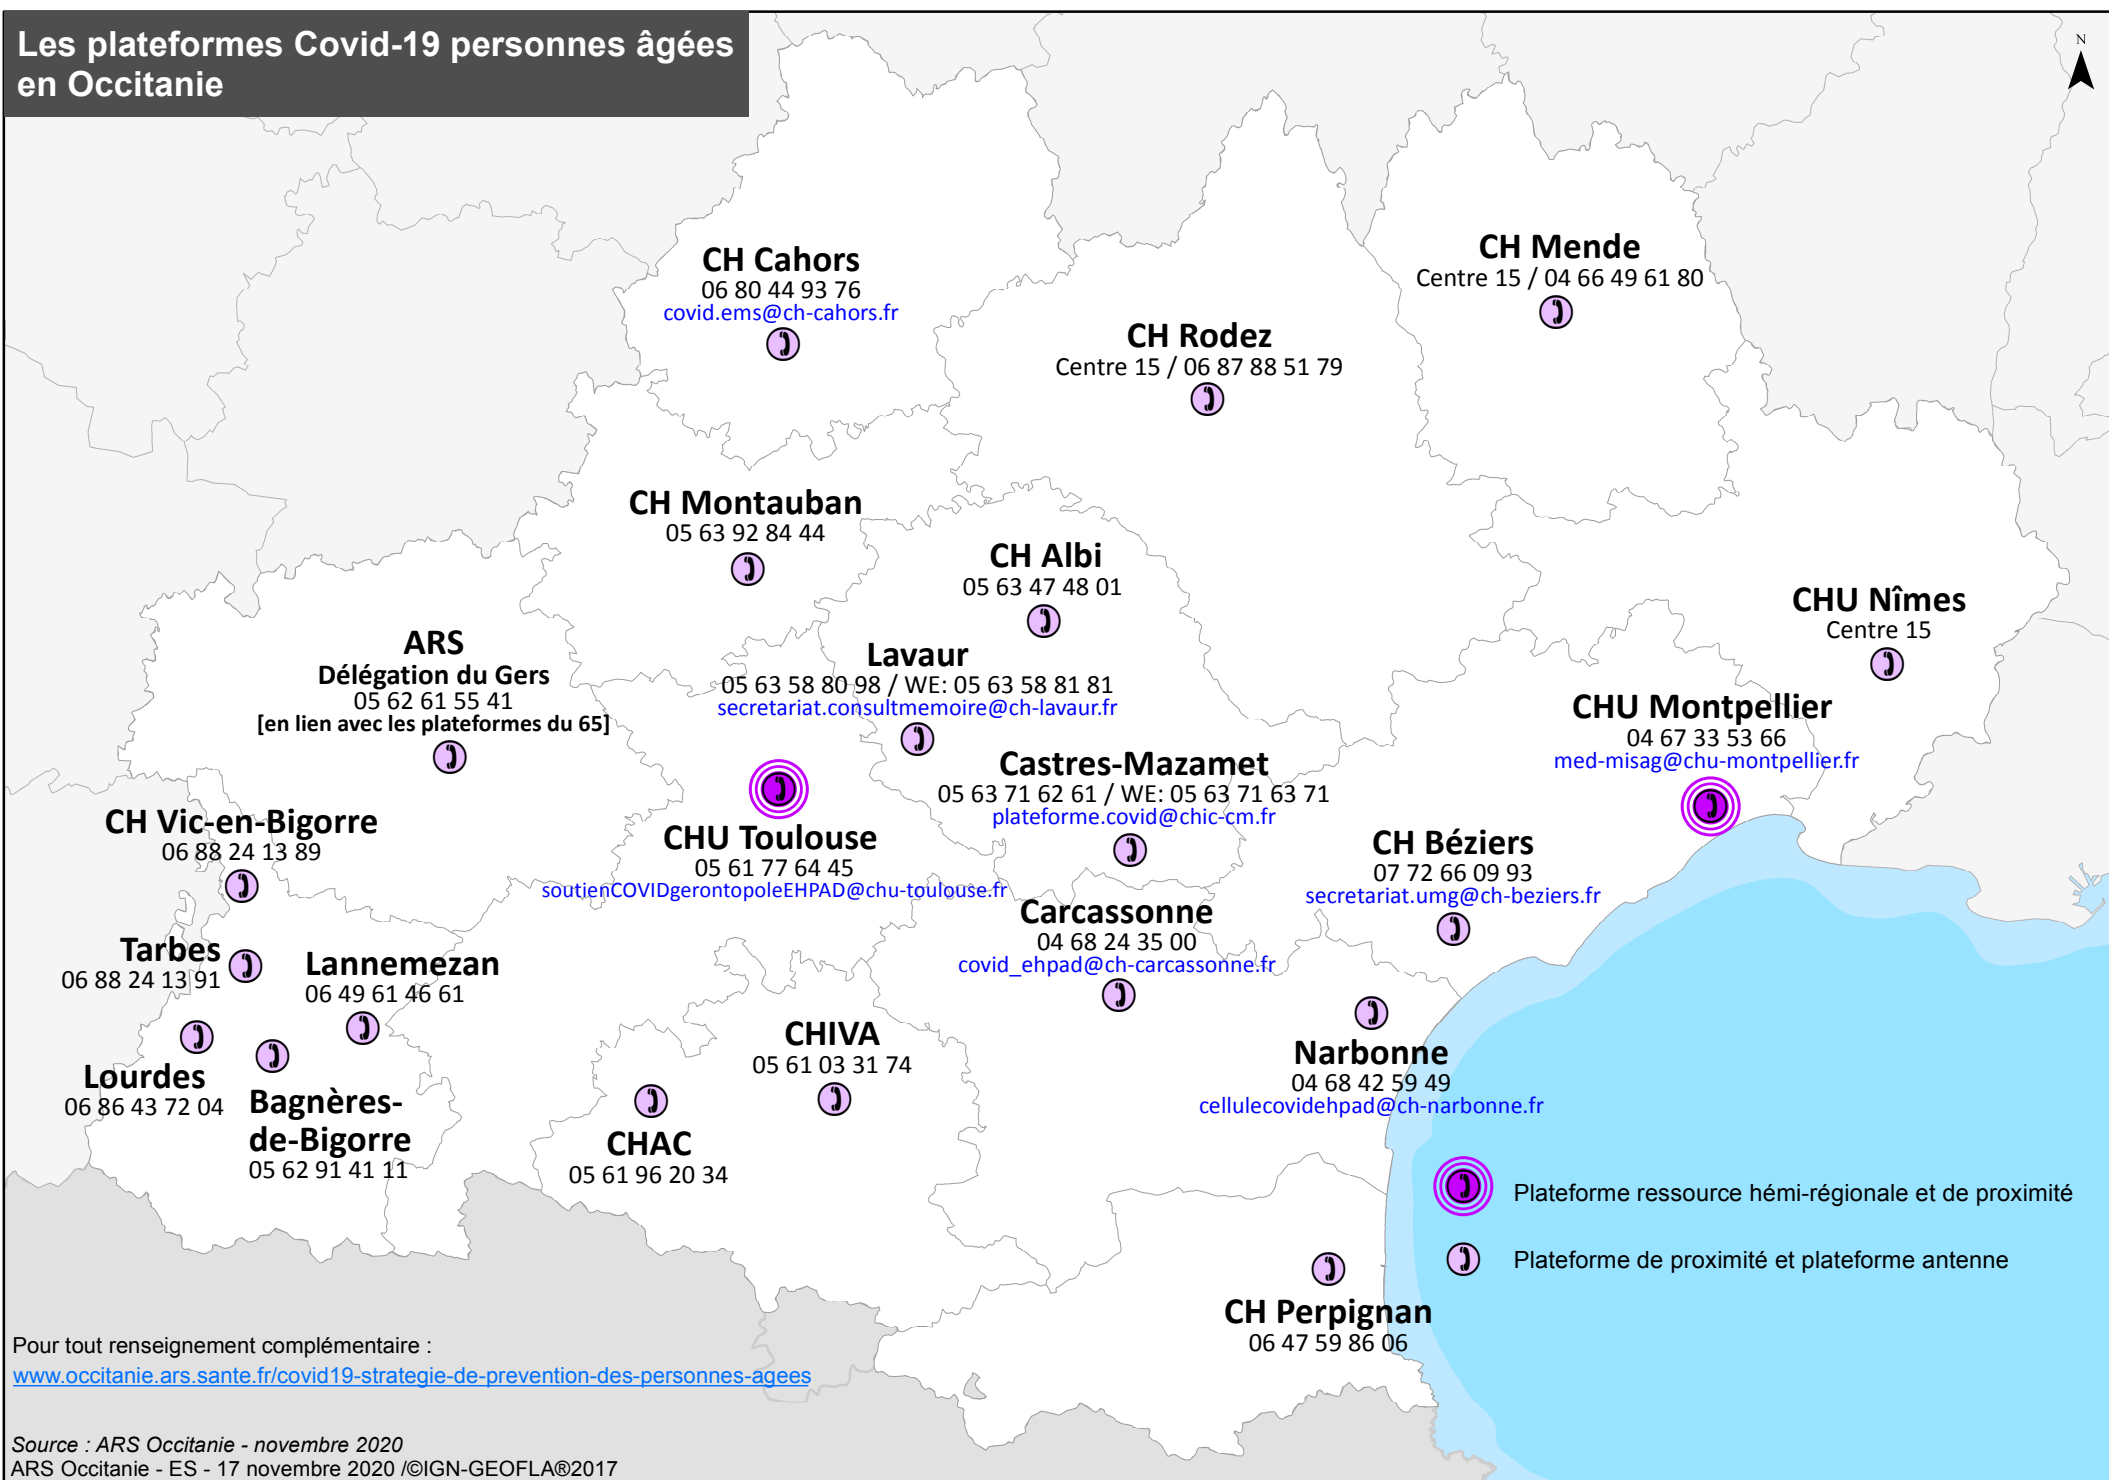 Les plateformes Covid-19 personnes âgées
en Occitanie
N
CH Cahors
06 80 44 93 76
covid.ems@ch-cahors.fr
CH Mende
Centre 15 / 04 66 49 61 80
CH Rodez
Centre 15 / 06 87 88 51 79
CH Montauban
05 63 92 84 44
CH Albi
05 63 47 48 01
CHU Nîmes
Centre 15
ARS
Délégation du Gers
05 62 61 55 41
[en lien avec les plateformes du 65]
Lavaur
05 63 58 80 98 / WE: 05 63 58 81 81
secretariat.consultmemoire@ch-lavaur.fr
CHU Montpellier
04 67 33 53 66
med-misag@chu-montpellier.fr
Castres-Mazamet
05 63 71 62 61 / WE: 05 63 71 63 71
plateforme.covid@chic-cm.fr
CH Vic-en-Bigorre
06 88 24 13 89
CHU Toulouse
05 61 77 64 45
soutienCOVIDgerontopoleEHPAD@chu-toulouse.fr
CH Béziers
07 72 66 09 93
secretariat.umg@ch-beziers.fr
Carcassonne
04 68 24 35 00
covid_ehpad@ch-carcassonne.fr
Tarbes
06 88 24 13 91
Lannemezan
06 49 61 46 61
CHIVA
05 61 03 31 74
Narbonne
04 68 42 59 49
cellulecovidehpad@ch-narbonne.fr
Lourdes
06 86 43 72 04
Bagnères-
de-Bigorre
05 62 91 41 11
CHAC
05 61 96 20 34
Plateforme ressource hémi-régionale et de proximité
Plateforme de proximité et plateforme antenne
CH Perpignan
06 47 59 86 06
Pour tout renseignement complémentaire :
www.occitanie.ars.sante.fr/covid19-strategie-de-prevention-des-personnes-agees
Source : ARS Occitanie - novembre 2020
ARS Occitanie - ES - 17 novembre 2020 /©IGN-GEOFLA®2017